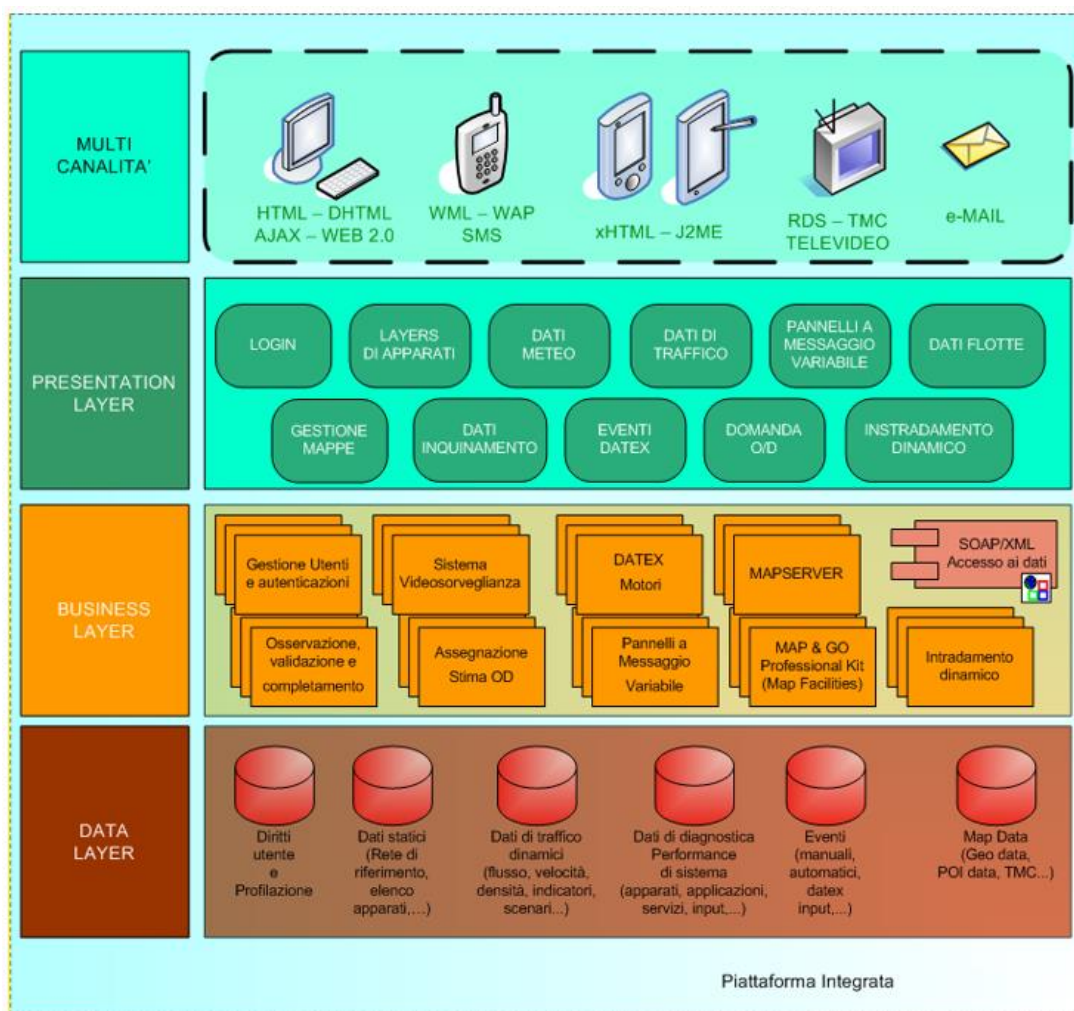 MULTI
CANALITA'
HTML – DHTML
AJAX – WEB 2.0
WML – WAP
SMS
xHTML – J2ME
RDS – TMC
TELEVIDEO
e-MAIL
PRESENTATION
LAYER
LOGIN
LAYERS
DI APPARATI
DATI
METEO
DATI DI
TRAFFICO
PANNELLI A
MESSAGGIO
VARIABILE
DATI FLOTTE
GESTIONE
MAPPE
DATI
INQUINAMENTO
EVENTI
DATEX
DOMANDA
O/D
INSTRADAMENTO
DINAMICO
BUSINESS
LAYER
Gestione Utenti
e autenticazioni
Sistema
Videosorveglianza
DATEX
Motori
MAPSERVER
SOAP/XML
Accesso ai dati
Osservazione,
validazione e
completamento
Assegnazione
Stima OD
Pannelli a
Messaggio
Variabile
MAP & GO
Professional Kit
(Map Facilities)
Intradamento
dinamico
DATA
LAYER
Diritti
utente
e
Profilazione
Dati statici
(Rete di
riferimento,
elenco
apparati,...)
Dati di traffico
dinamici
(flusso, velocità,
densità, indicatori,
scenari...)
Dati di diagnostica
Performance
di sistema
(apparati, applicazioni,
servizi, input,...)
Eventi
(manuali,
automatici,
datex
input,...)
Map Data
(Geo data,
POI data, TMC...)
Piattaforma Integrata